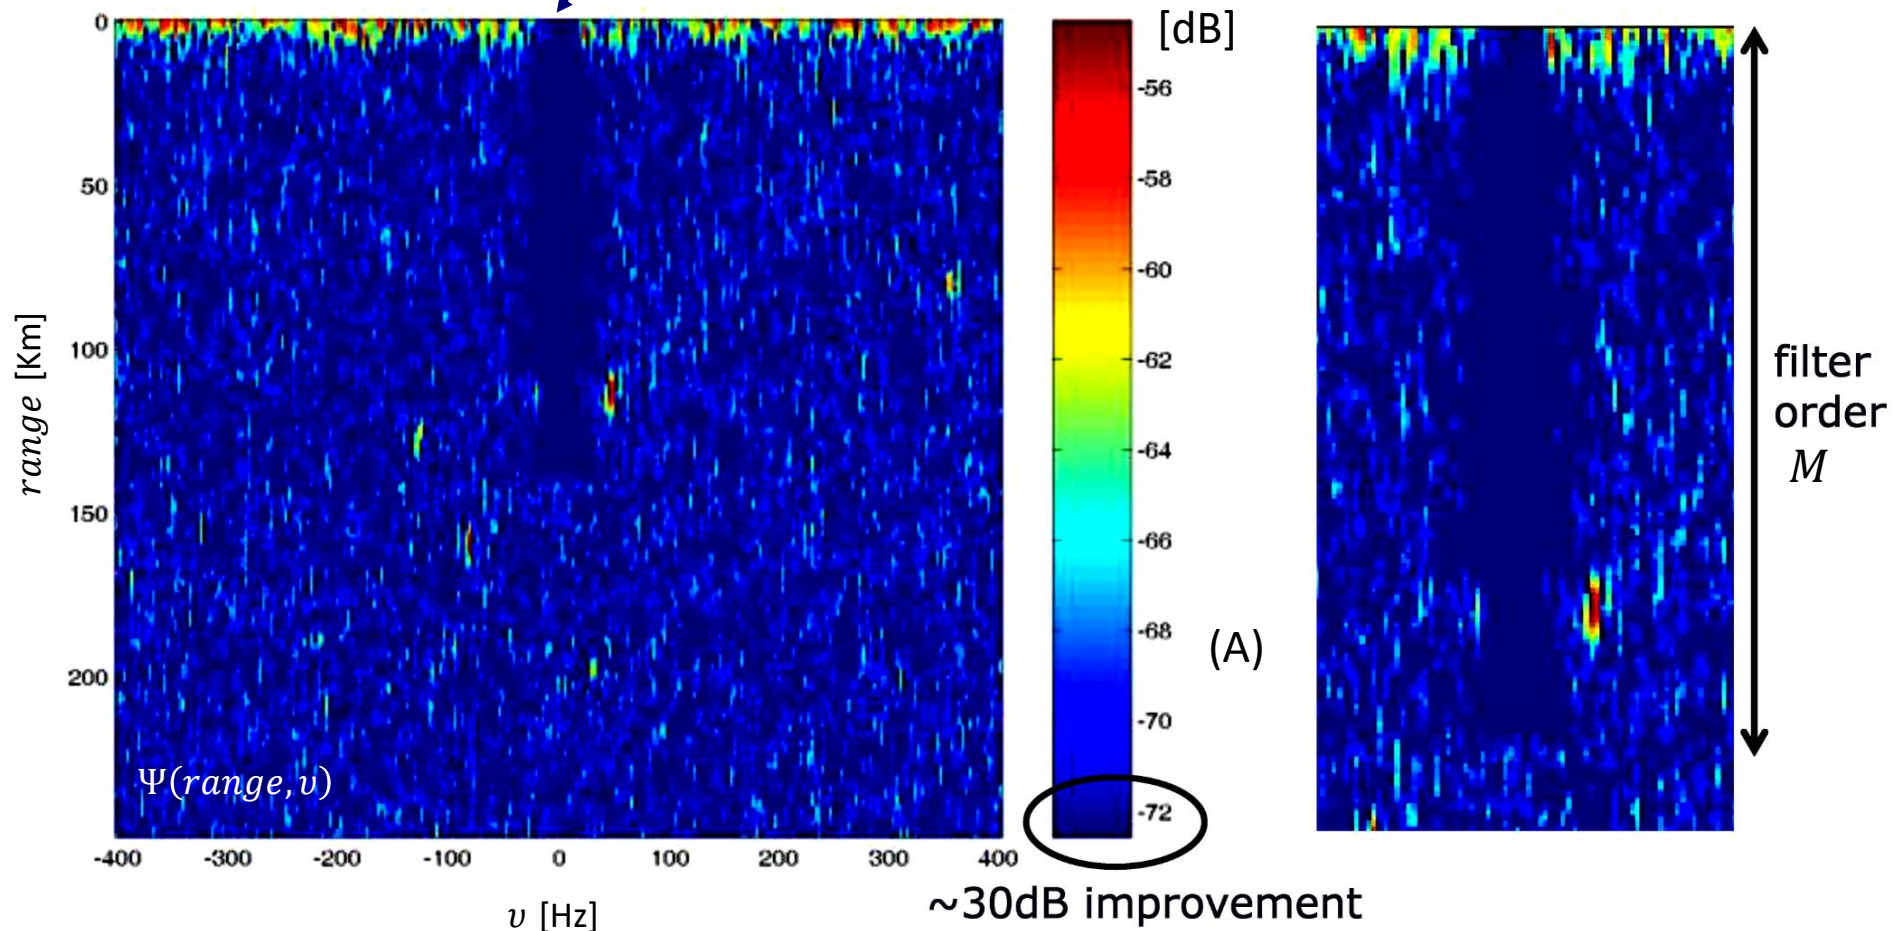 0
50
100
150
200
range [Km]
Ψ(range,υ)
-400 -300 -200 -100 0 100 200 300 400
υ [Hz]
[dB]
-56
-58
-60
-62
-64
-66
-68
-70
-72
(A)
~30dB improvement
filter
order
M